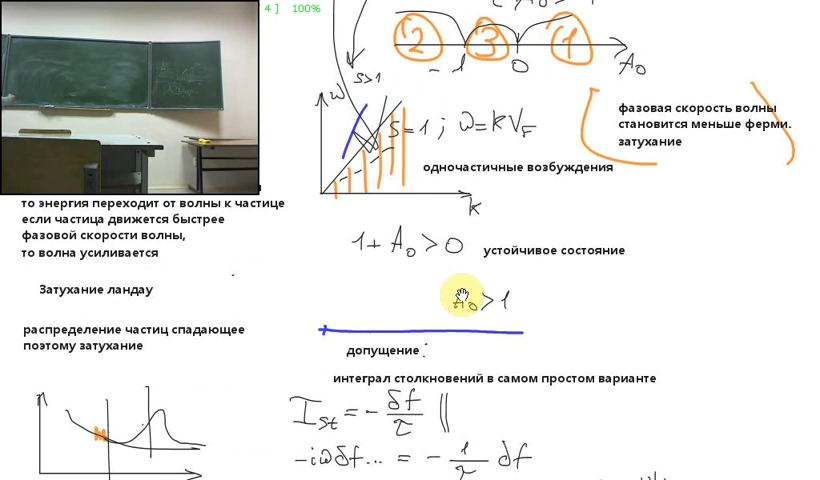 4 ] 100%
2 3 1
- 1 0 A₀
S>1
ω
S=1 ; ω=kV_F
k
фазовая скорость волны
становится меньше ферми.
затухание
одночастичные возбуждения
то энергия переходит от волны к частице
если частица движется быстрее
фазовой скорости волны,
то волна усиливается
1+A₀>0 устойчивое состояние
Затухание ландау
A₀>1
распределение частиц спадающее
поэтому затухание
допущение :
интеграл столкновений в самом простом варианте
I_St = - δf/τ ||
-iωδf... = - 1/τ δf